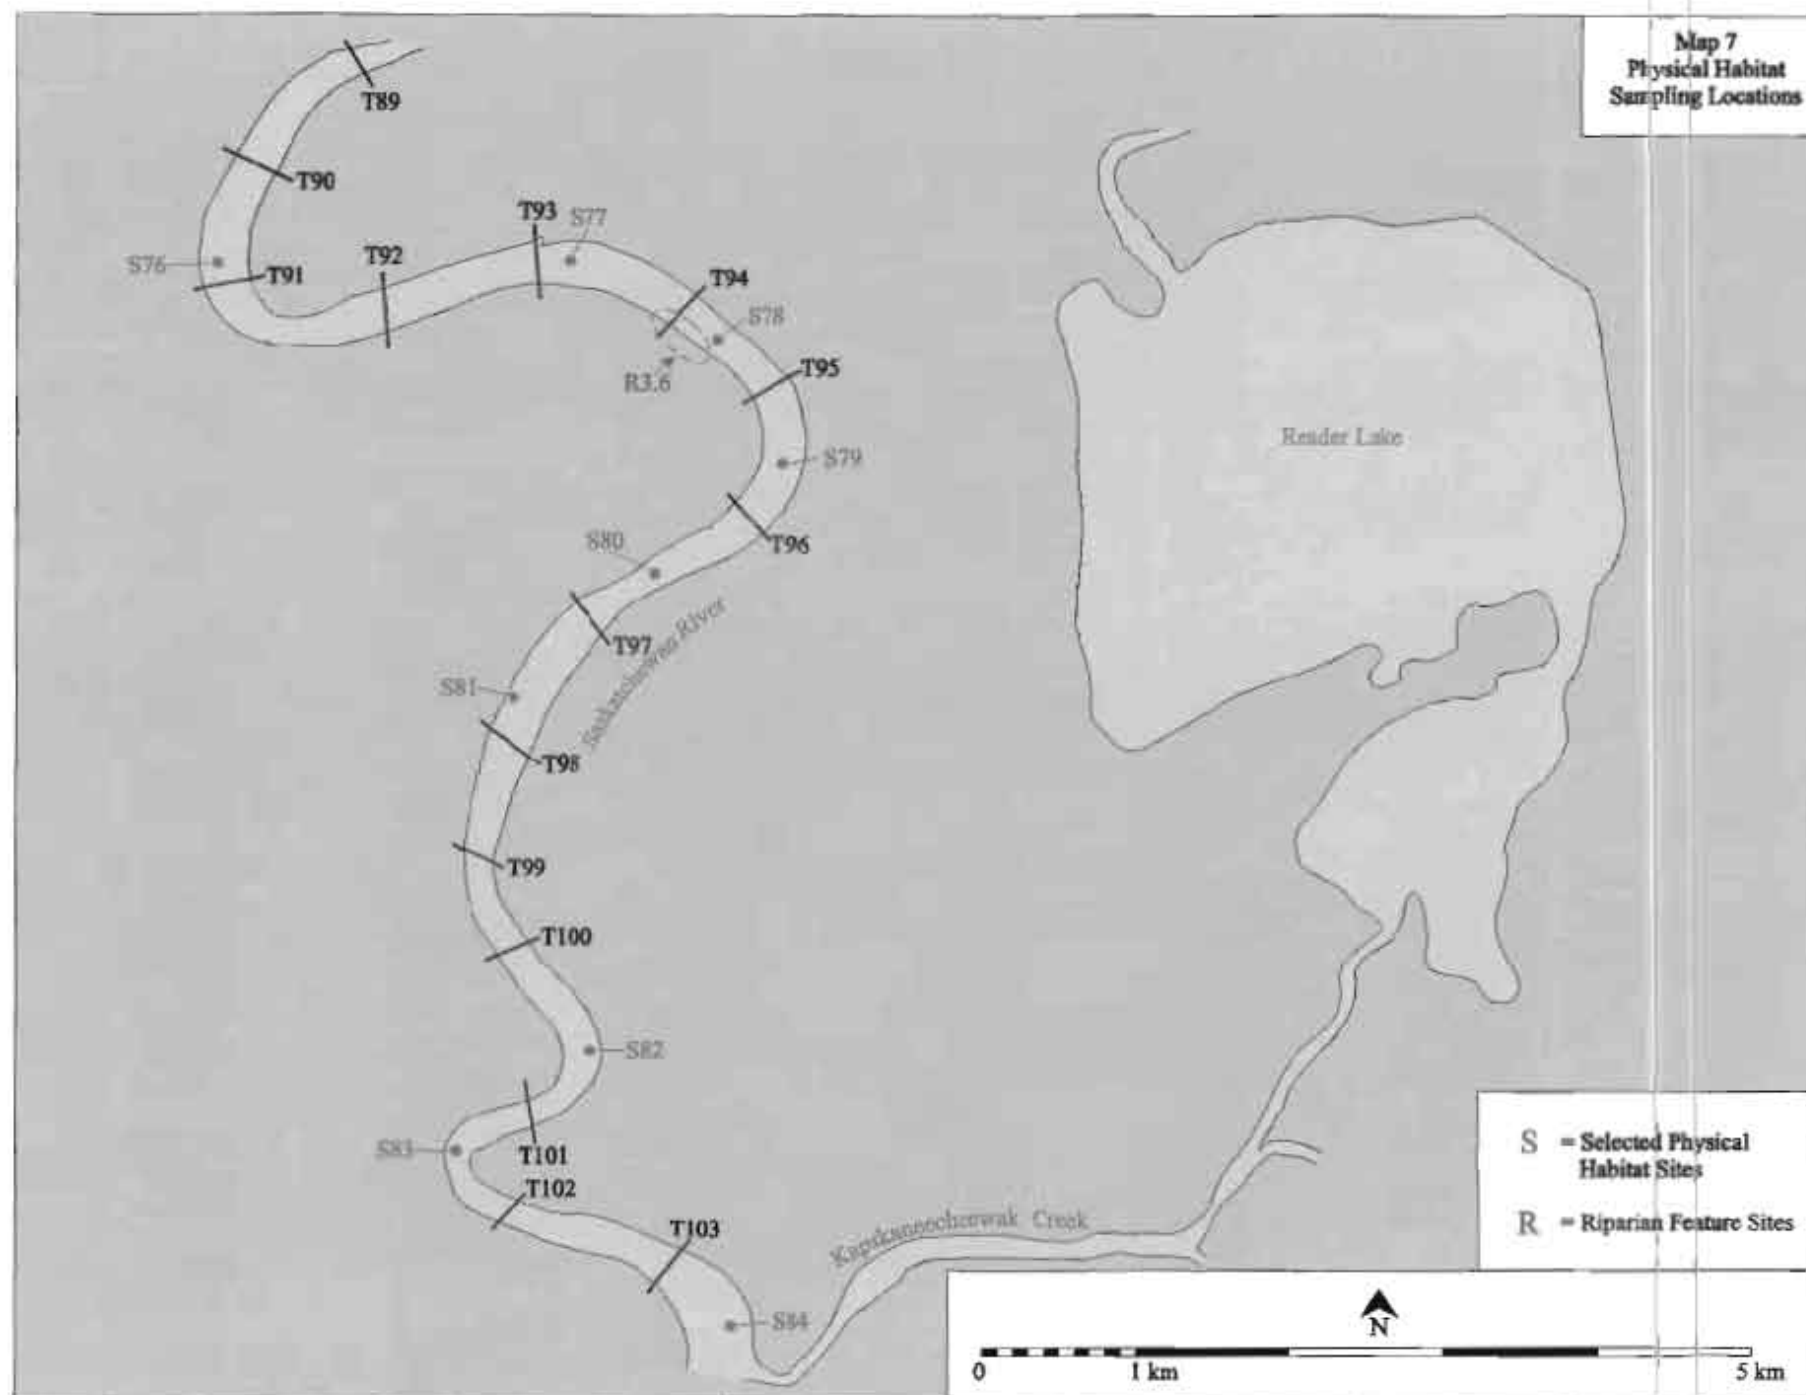 Map 7
Physical Habitat
Sampling Locations
T89
T90
T93
S77
T92
S76
T91
T94
S78
T95
R3.6
Reader Lake
S79
T96
S80
T97
Saskatchewan River
S81
T98
T99
T100
S82
S83
T101
T102
T103
Creek
S84
S = Selected Physical
Habitat Sites
R = Riparian Feature Sites
N
0 1 km 5 km